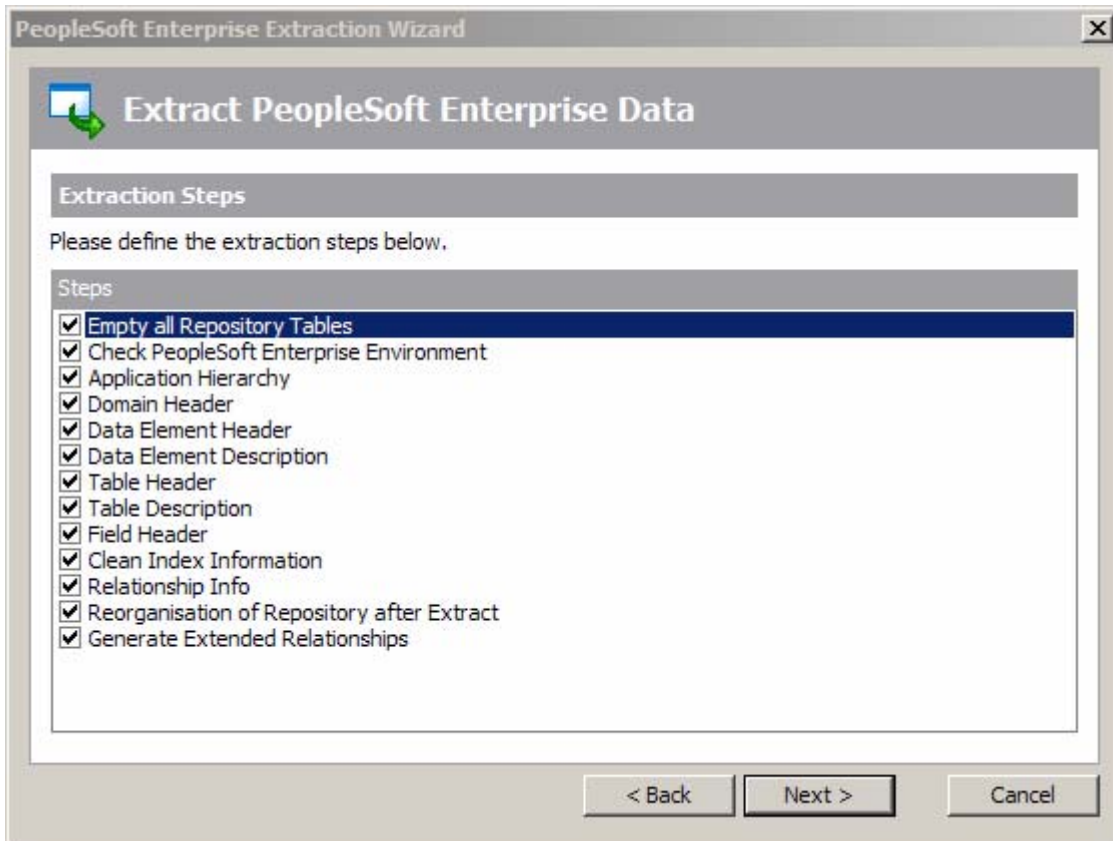 PeopleSoft Enterprise Extraction Wizard
Extract PeopleSoft Enterprise Data
Extraction Steps
Please define the extraction steps below.
Steps
Empty all Repository Tables
Check PeopleSoft Enterprise Environment
Application Hierarchy
Domain Header
Data Element Header
Data Element Description
Table Header
Table Description
Field Header
Clean Index Information
Relationship Info
Reorganisation of Repository after Extract
Generate Extended Relationships
< Back Next > Cancel